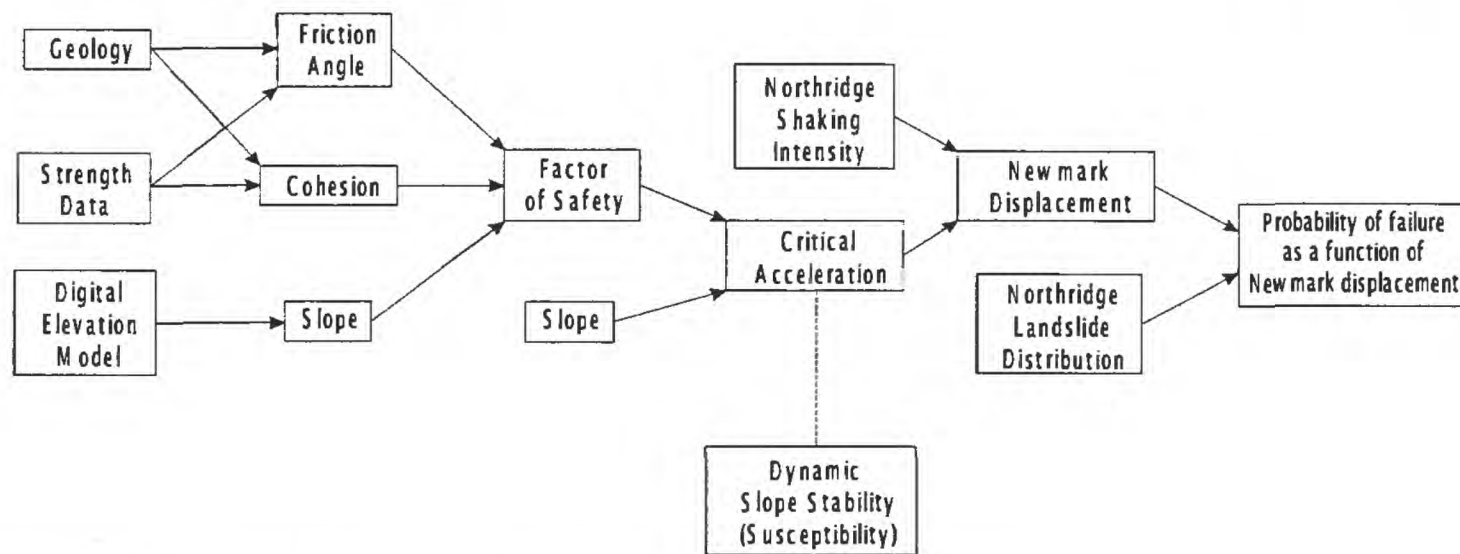 Geology
Friction
Angle
Strength
Data
Cohesion
Digital
Elevation
Model
Slope
Factor
of Safety
Slope
Northridge
Shaking
Intensity
Critical
Acceleration
Dynamic
Slope Stability
(Susceptibility)
Newmark
Displacement
Northridge
Landslide
Distribution
Probability of failure
as a function of
Newmark displacement